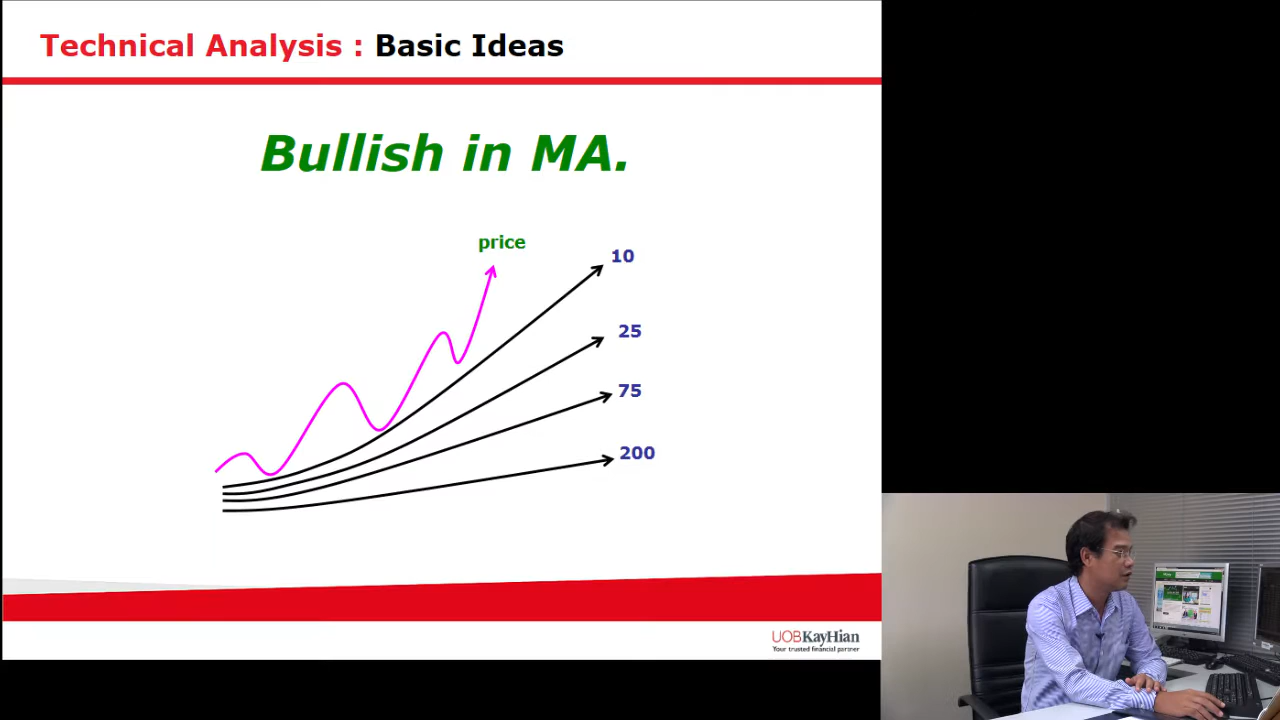 Technical Analysis : Basic Ideas
Bullish in MA.
price
10
25
75
200
UOBKayHian
Your trusted financial partner